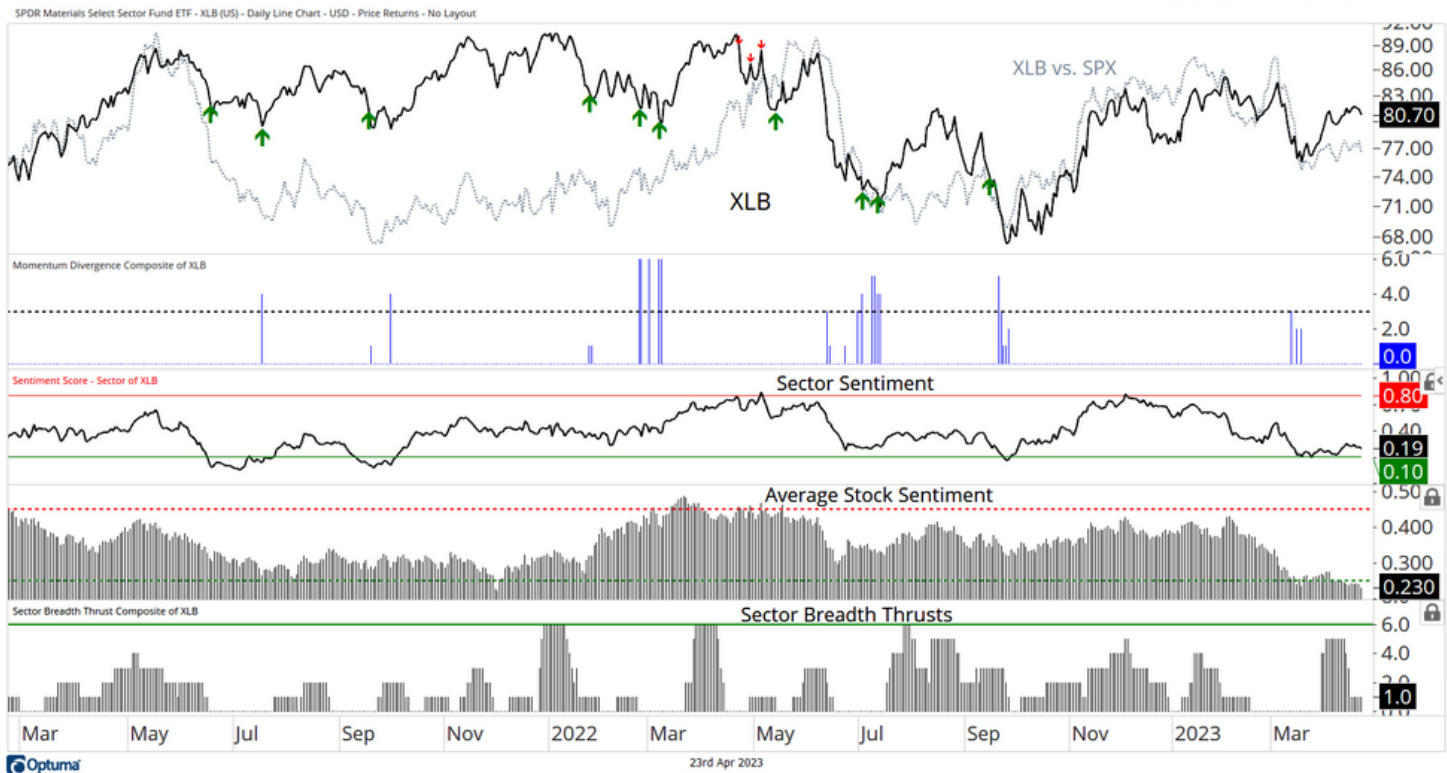 SPDR Materials Select Sector Fund ETF - XLB (US) - Daily Line Chart - USD - Price Returns - No Layout
92.00
89.00
86.00
83.00
80.70
77.00
74.00
71.00
68.00
XLB vs. SPX
XLB
Momentum Divergence Composite of XLB
6.0
4.0
2.0
0.0
Sentiment Score - Sector of XLB
Sector Sentiment
1.00
0.80
0.40
0.19
0.10
Average Stock Sentiment
0.50
0.400
0.300
0.230
Sector Breadth Thrust Composite of XLB
Sector Breadth Thrusts
6.0
4.0
1.0
Mar May Jul Sep Nov 2022 Mar May Jul Sep Nov 2023 Mar
Optuma
23rd Apr 2023